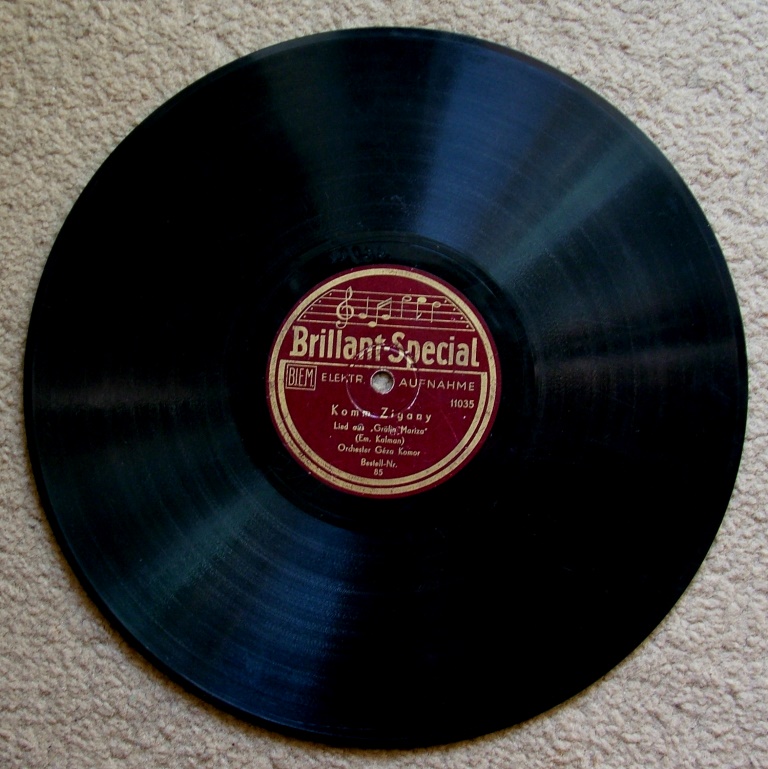 Brillant-Special
BIEM ELEKTR. AUFNAHME
11035
Komm Zigany
Lied aus „Gräfin Mariza"
(Em. Kalman)
Orchester Géza Komor
Bestell-Nr.
85